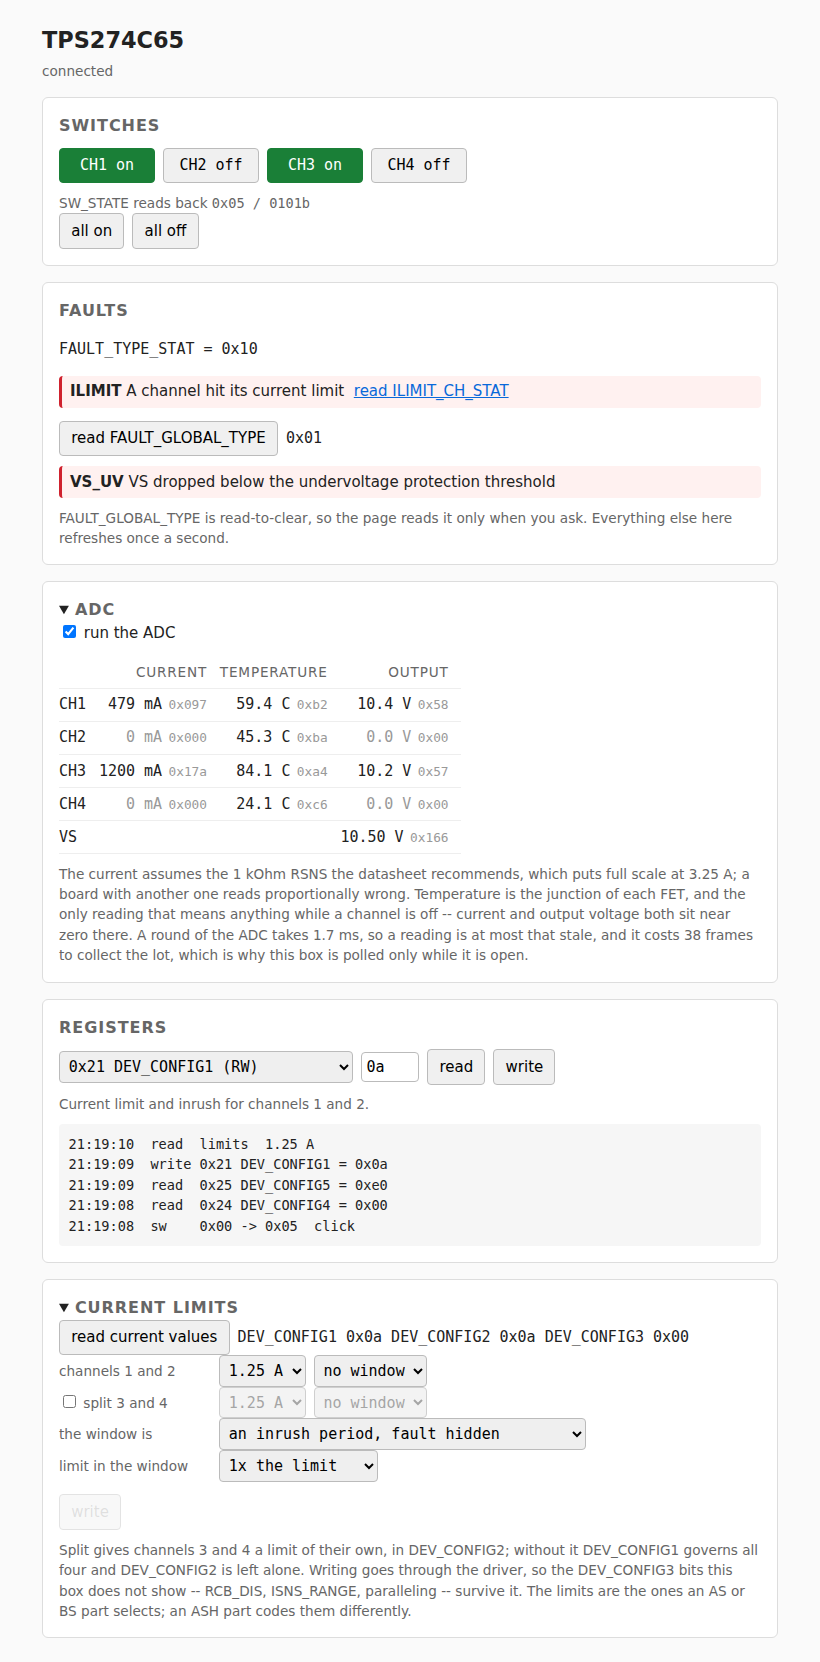 TPS274C65
connected
SWITCHES
CH1 on CH2 off CH3 on CH4 off
SW_STATE reads back 0x05 / 0101b
all on all off
FAULTS
FAULT_TYPE_STAT = 0x10
ILIMIT A channel hit its current limit read ILIMIT_CH_STAT
read FAULT_GLOBAL_TYPE 0x01
VS_UV VS dropped below the undervoltage protection threshold
FAULT_GLOBAL_TYPE is read-to-clear, so the page reads it only when you ask. Everything else here
refreshes once a second.
ADC
run the ADC
CURRENT TEMPERATURE OUTPUT
CH1 479 mA 0x097 59.4 C 0xb2 10.4 V 0x58
CH2 0 mA 0x000 45.3 C 0xba 0.0 V 0x00
CH3 1200 mA 0x17a 84.1 C 0xa4 10.2 V 0x57
CH4 0 mA 0x000 24.1 C 0xc6 0.0 V 0x00
VS 10.50 V 0x166
The current assumes the 1 kOhm RSNS the datasheet recommends, which puts full scale at 3.25 A; a
board with another one reads proportionally wrong. Temperature is the junction of each FET, and the
only reading that means anything while a channel is off -- current and output voltage both sit near
zero there. A round of the ADC takes 1.7 ms, so a reading is at most that stale, and it costs 38 frames
to collect the lot, which is why this box is polled only while it is open.
REGISTERS
0x21 DEV_CONFIG1 (RW) 0a read write
Current limit and inrush for channels 1 and 2.
21:19:10 read limits 1.25 A
21:19:09 write 0x21 DEV_CONFIG1 = 0x0a
21:19:09 read 0x25 DEV_CONFIG5 = 0xe0
21:19:08 read 0x24 DEV_CONFIG4 = 0x00
21:19:08 sw 0x00 -> 0x05 click
CURRENT LIMITS
read current values DEV_CONFIG1 0x0a DEV_CONFIG2 0x0a DEV_CONFIG3 0x00
channels 1 and 2 1.25 A no window
split 3 and 4 1.25 A no window
the window is an inrush period, fault hidden
limit in the window 1x the limit
write
Split gives channels 3 and 4 a limit of their own, in DEV_CONFIG2; without it DEV_CONFIG1 governs all
four and DEV_CONFIG2 is left alone. Writing goes through the driver, so the DEV_CONFIG3 bits this
box does not show -- RCB_DIS, ISNS_RANGE, paralleling -- survive it. The limits are the ones an AS or
BS part selects; an ASH part codes them differently.